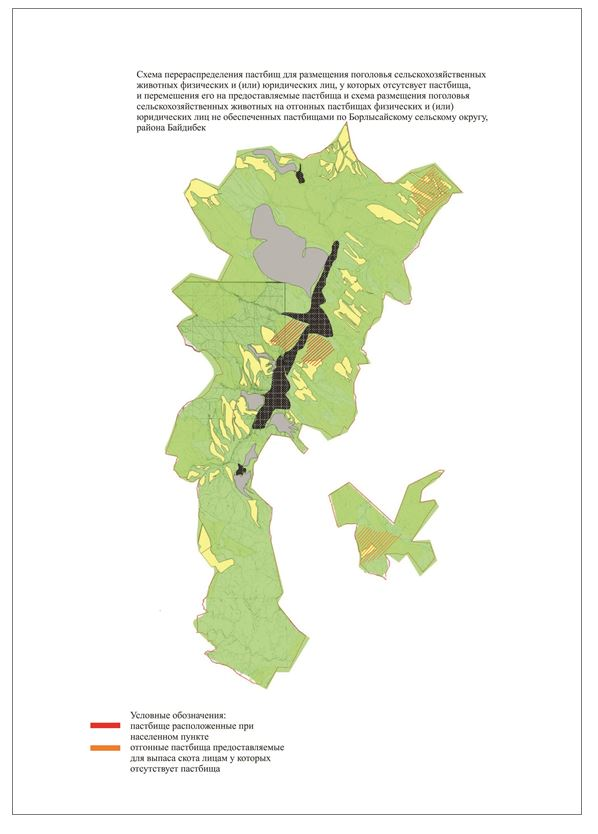 Схема перераспределения пастбищ для размещения поголовья сельскохозяйственных
животных физических и (или) юридических лиц, у которых отсутсвует пастбища,
и перемешения его на предоставляемые пастбища и схема размещения поголовья
сельскохозяйственных животных на отгонных пастбищах физических и (или)
юридических лиц не обеспеченных пастбищами по Борлысайскому сельскому округу,
района Байдибек
Условные обозначения:
пастбище расположенные при
населенном пункте
отгонные пастбища предоставляемые
для выпаса скота лицам у которых
отсутствует пастбища